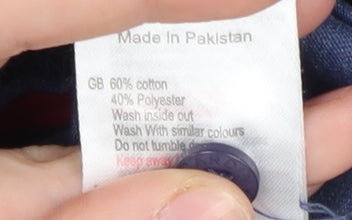 Made In Pakistan
GB 60% cotton
40% Polyester
Wash inside out
Wash With similar colours
Do not tumble
Keep away